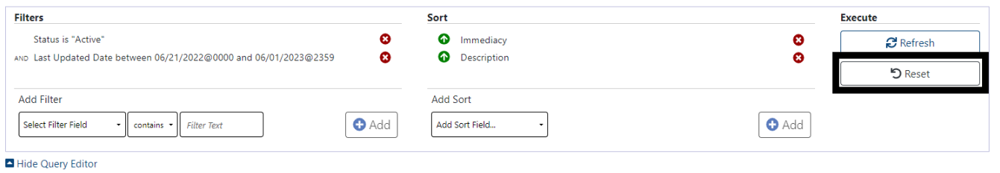 Filters
Status is "Active"
AND Last Updated Date between 06/21/2022@0000 and 06/01/2023@2359
Add Filter
Select Filter Field contains Filter Text Add
Sort
Immediacy
Description
Add Sort
Add Sort Field... Add
Execute
Refresh
Reset
Hide Query Editor